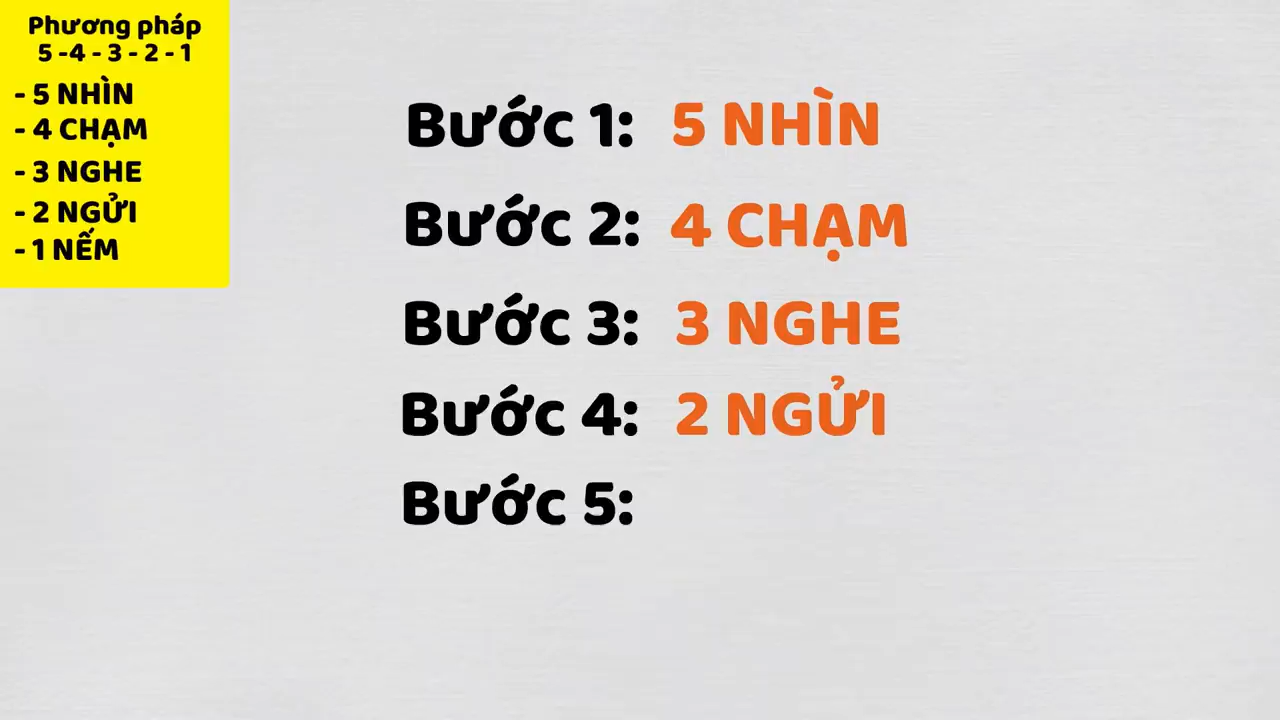 Phương pháp
5 -4 - 3 - 2 - 1
- 5 NHÌN
- 4 CHẠM
- 3 NGHE
- 2 NGỬI
- 1 NẾM
Bước 1: 5 NHÌN
Bước 2: 4 CHẠM
Bước 3: 3 NGHE
Bước 4: 2 NGỬI
Bước 5: